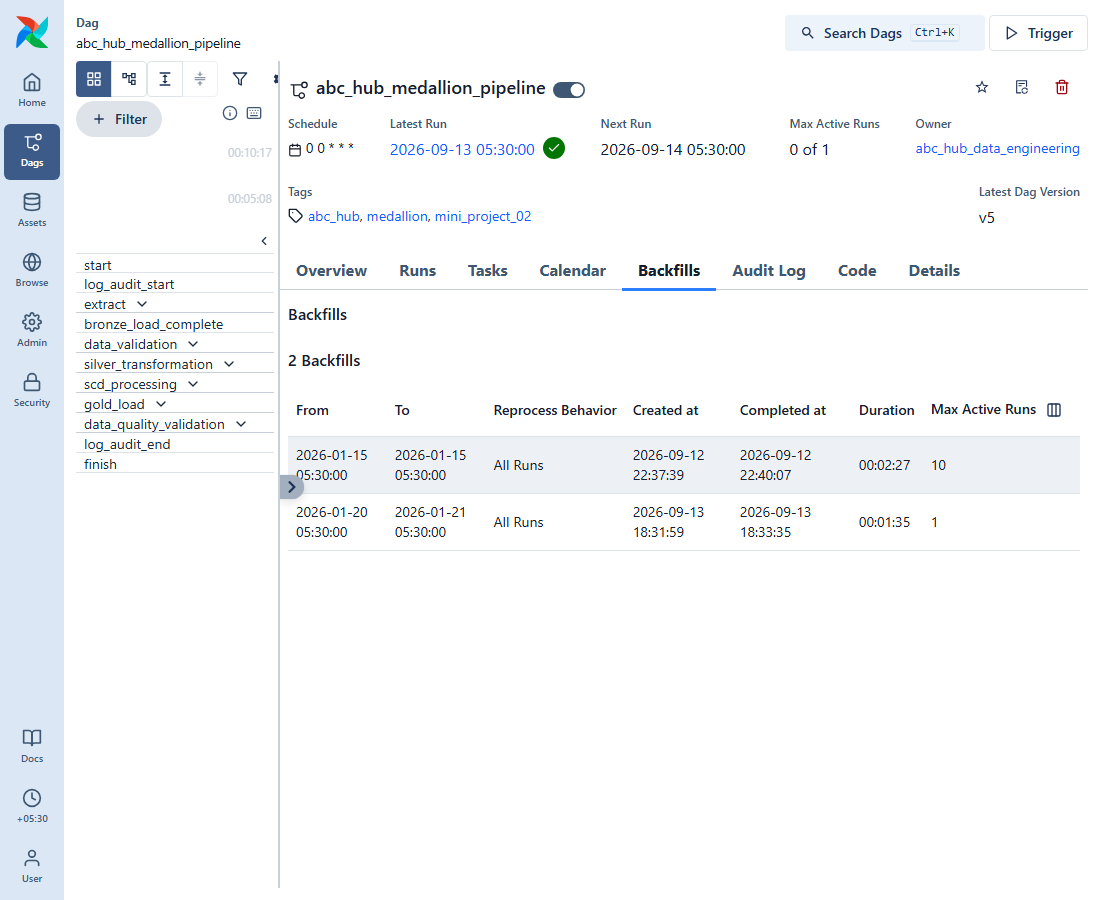 Dag
abc_hub_medallion_pipeline
Search Dags Ctrl+K
Trigger
Home
Dags
Assets
Browse
Admin
Security
Docs
+05:30
User
Filter
00:10:17
00:05:08
start
log_audit_start
extract
bronze_load_complete
data_validation
silver_transformation
scd_processing
gold_load
data_quality_validation
log_audit_end
finish
abc_hub_medallion_pipeline
Schedule Latest Run Next Run Max Active Runs Owner
0 0 * * * 2026-09-13 05:30:00 2026-09-14 05:30:00 0 of 1 abc_hub_data_engineering
Tags Latest Dag Version
abc_hub, medallion, mini_project_02 v5
Overview Runs Tasks Calendar Backfills Audit Log Code Details
Backfills
2 Backfills
From To Reprocess Behavior Created at Completed at Duration Max Active Runs
2026-01-15 05:30:00 2026-01-15 05:30:00 All Runs 2026-09-12 22:37:39 2026-09-12 22:40:07 00:02:27 10
2026-01-20 05:30:00 2026-01-21 05:30:00 All Runs 2026-09-13 18:31:59 2026-09-13 18:33:35 00:01:35 1